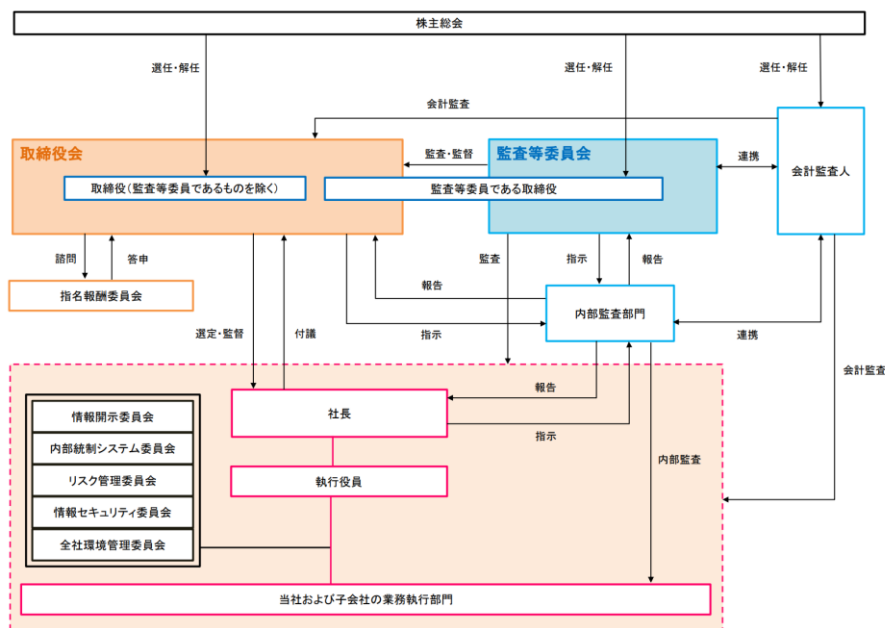 株主総会
選任・解任
選任・解任
選任・解任
会計監査
取締役会
監査・監督
監査等委員会
連携
会計監査人
取締役(監査等委員であるものを除く)
監査等委員である取締役
諮問
答申
監査
指示
報告
指名報酬委員会
報告
内部監査部門
選定・監督
付議
指示
連携
会計監査
報告
社長
指示
情報開示委員会
内部統制システム委員会
内部監査
リスク管理委員会
執行役員
情報セキュリティ委員会
全社環境管理委員会
当社および子会社の業務執行部門